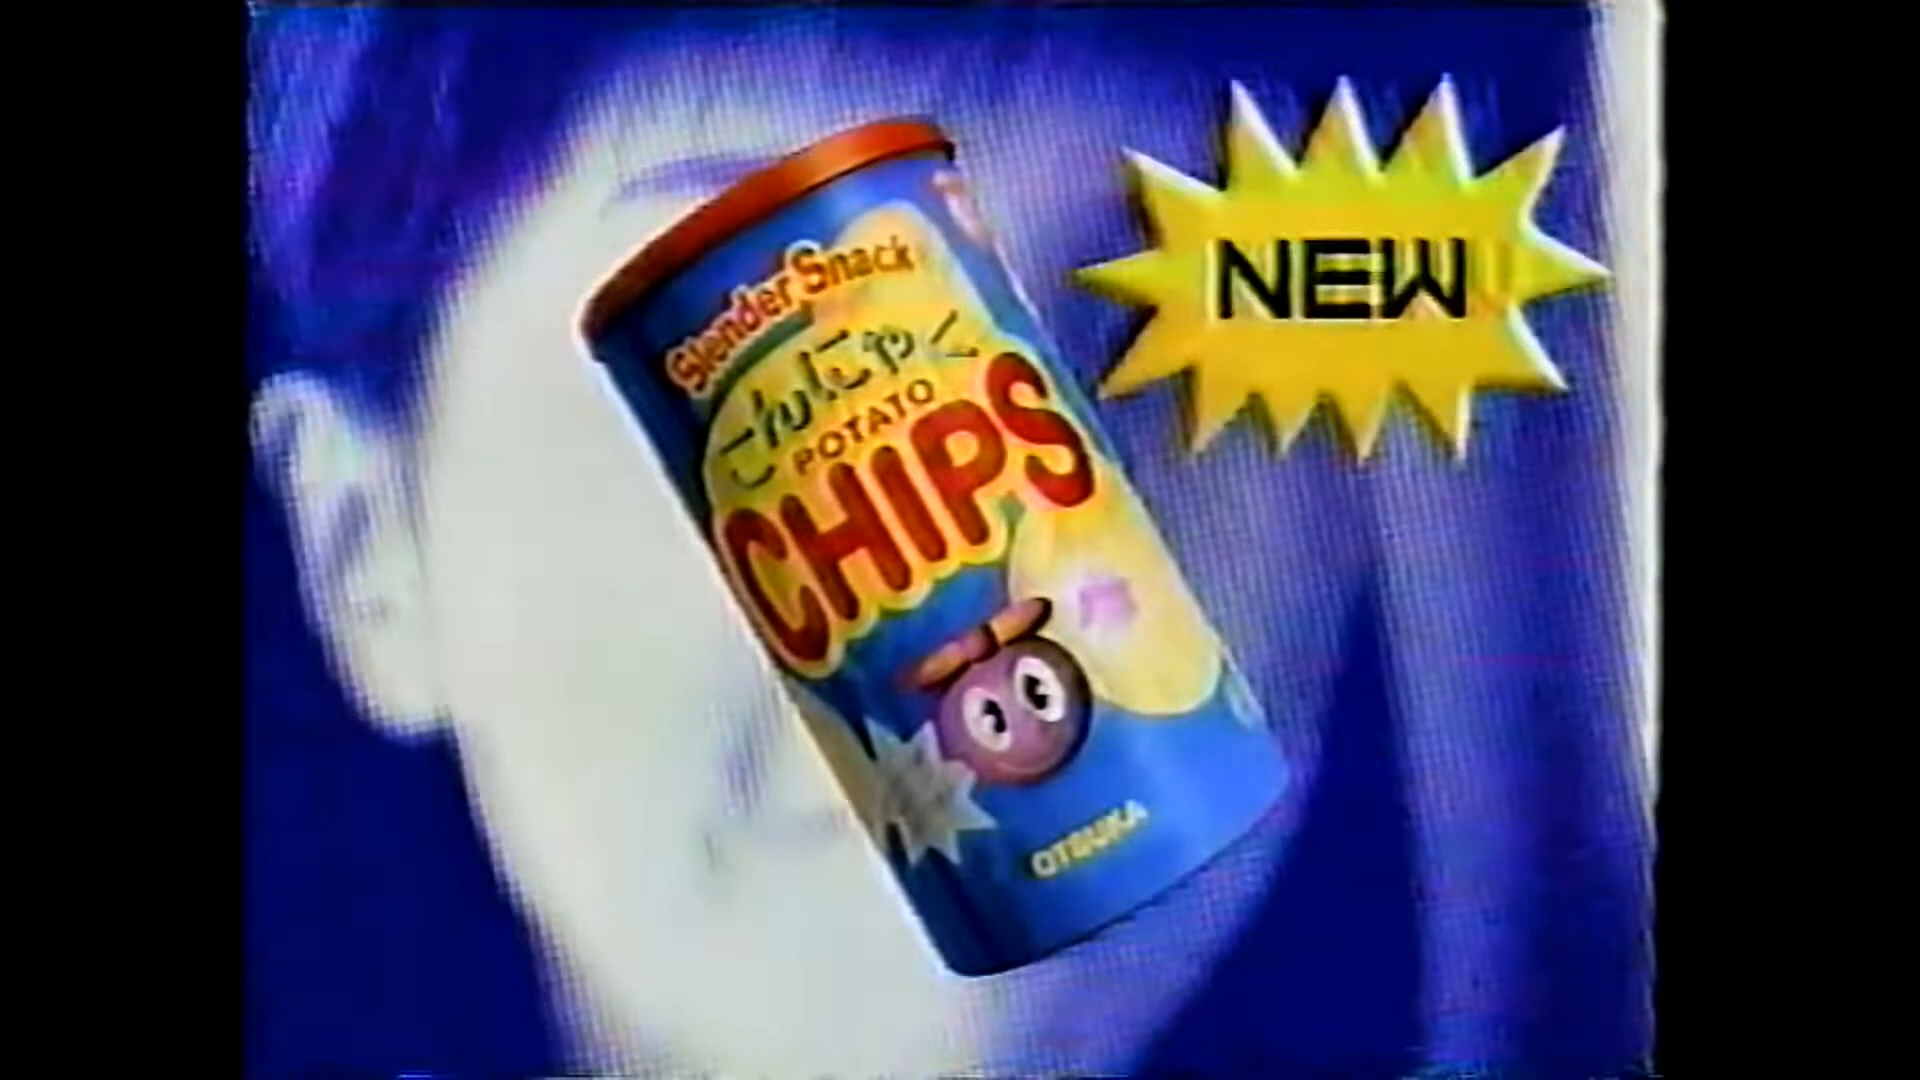 Slender Snack
こんにゃく
POTATO
CHIPS
OTSUKA
NEW